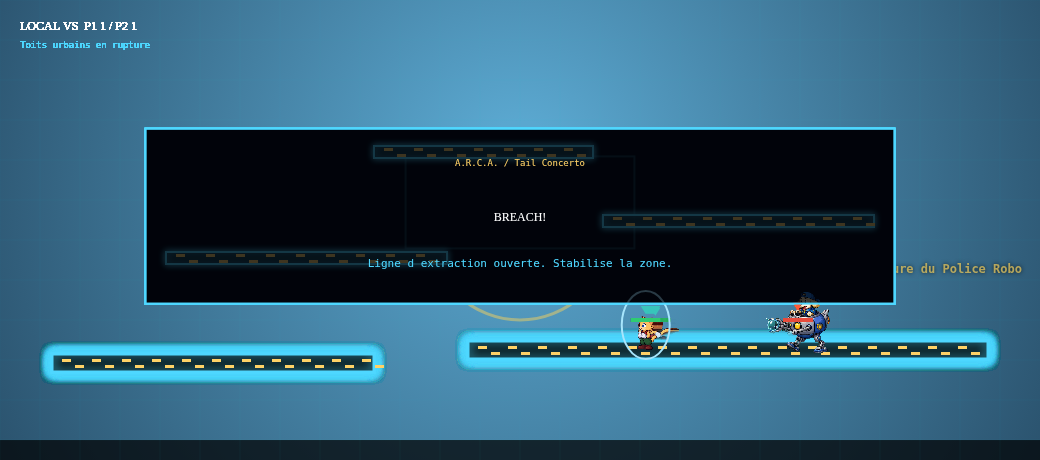 LOCAL VS P1 1 / P2 1
Toits urbains en rupture
A.R.C.A. / Tail Concerto
BREACH!
Ligne d extraction ouverte. Stabilise la zone.
du Police Robo